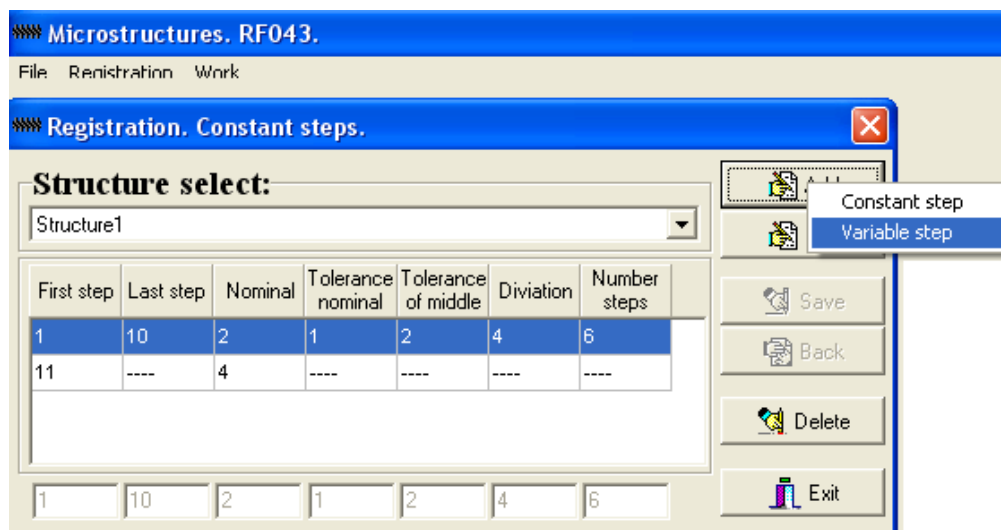 Microstructures. RF043.
File Registration Work
Registration. Constant steps.
Structure select:
Structure1
Constant step
Variable step
First step Last step Nominal Tolerance nominal Tolerance of middle Diviation Number steps
1 10 2 1 2 4 6
11 ---- 4 ---- ---- ---- ----
Save
Back
Delete
1 10 2 1 2 4 6
Exit